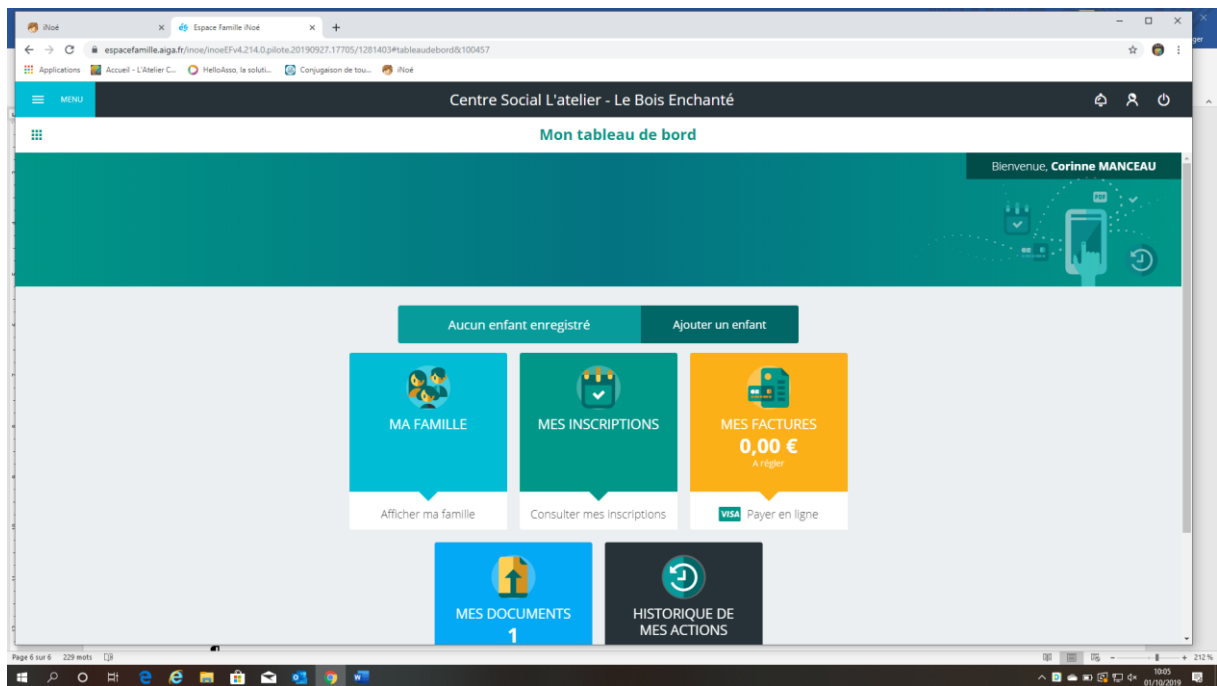 iNoé
Espace Famille iNoé
ger
espacefamille.aiga.fr/inoe/inoeEFv4.214.0.pilote.20190927.17705/1281403#tableaudebord&100457
Applications Accueil - L'Atelier C... HelloAsso, la soluti... Conjugaison de tou... iNoé
MENU Centre Social L'atelier - Le Bois Enchanté
Mon tableau de bord
Bienvenue, Corinne MANCEAU
PDF
Aucun enfant enregistré Ajouter un enfant
MA FAMILLE
Afficher ma famille
MES INSCRIPTIONS
Consulter mes inscriptions
MES FACTURES
0,00 €
A régler
VISA Payer en ligne
MES DOCUMENTS
1
HISTORIQUE DE
MES ACTIONS
Page 6 sur 6 229 mots 212 %
10:05
01/10/2019